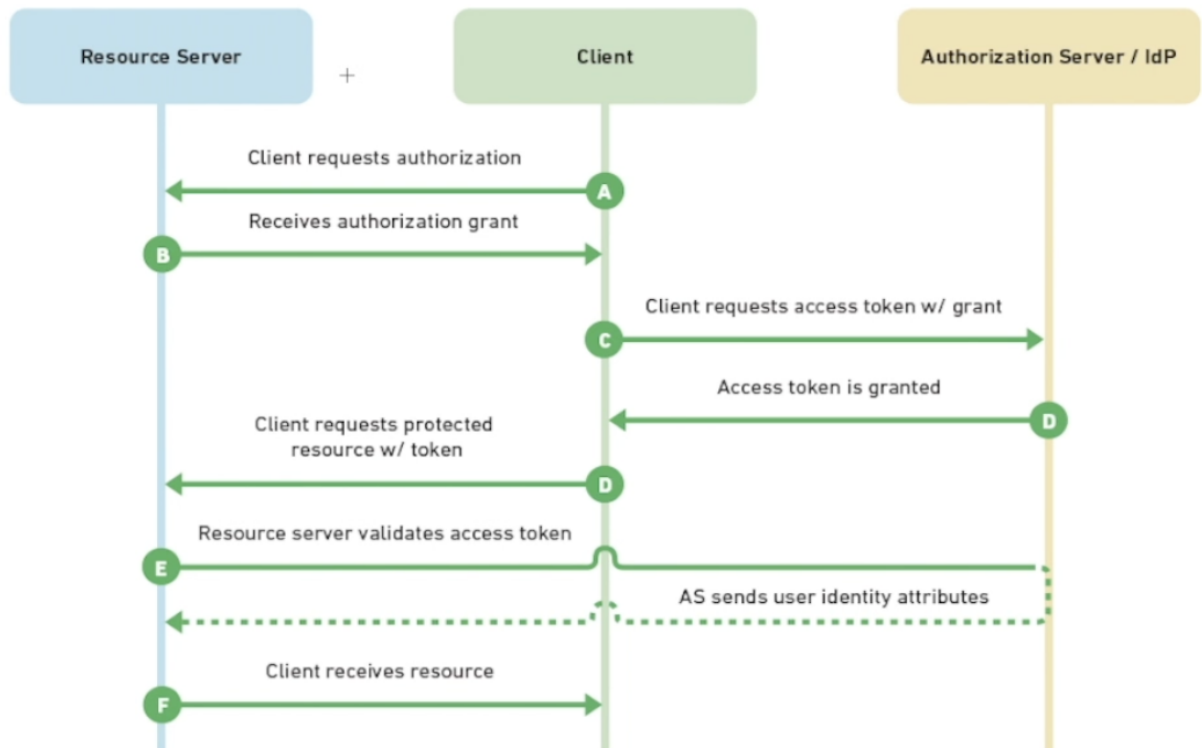 Resource Server
+
Client
Authorization Server / IdP
Client requests authorization
A
Receives authorization grant
B
Client requests access token w/ grant
C
Access token is granted
D
Client requests protected
resource w/ token
D
Resource server validates access token
E
AS sends user identity attributes
Client receives resource
F